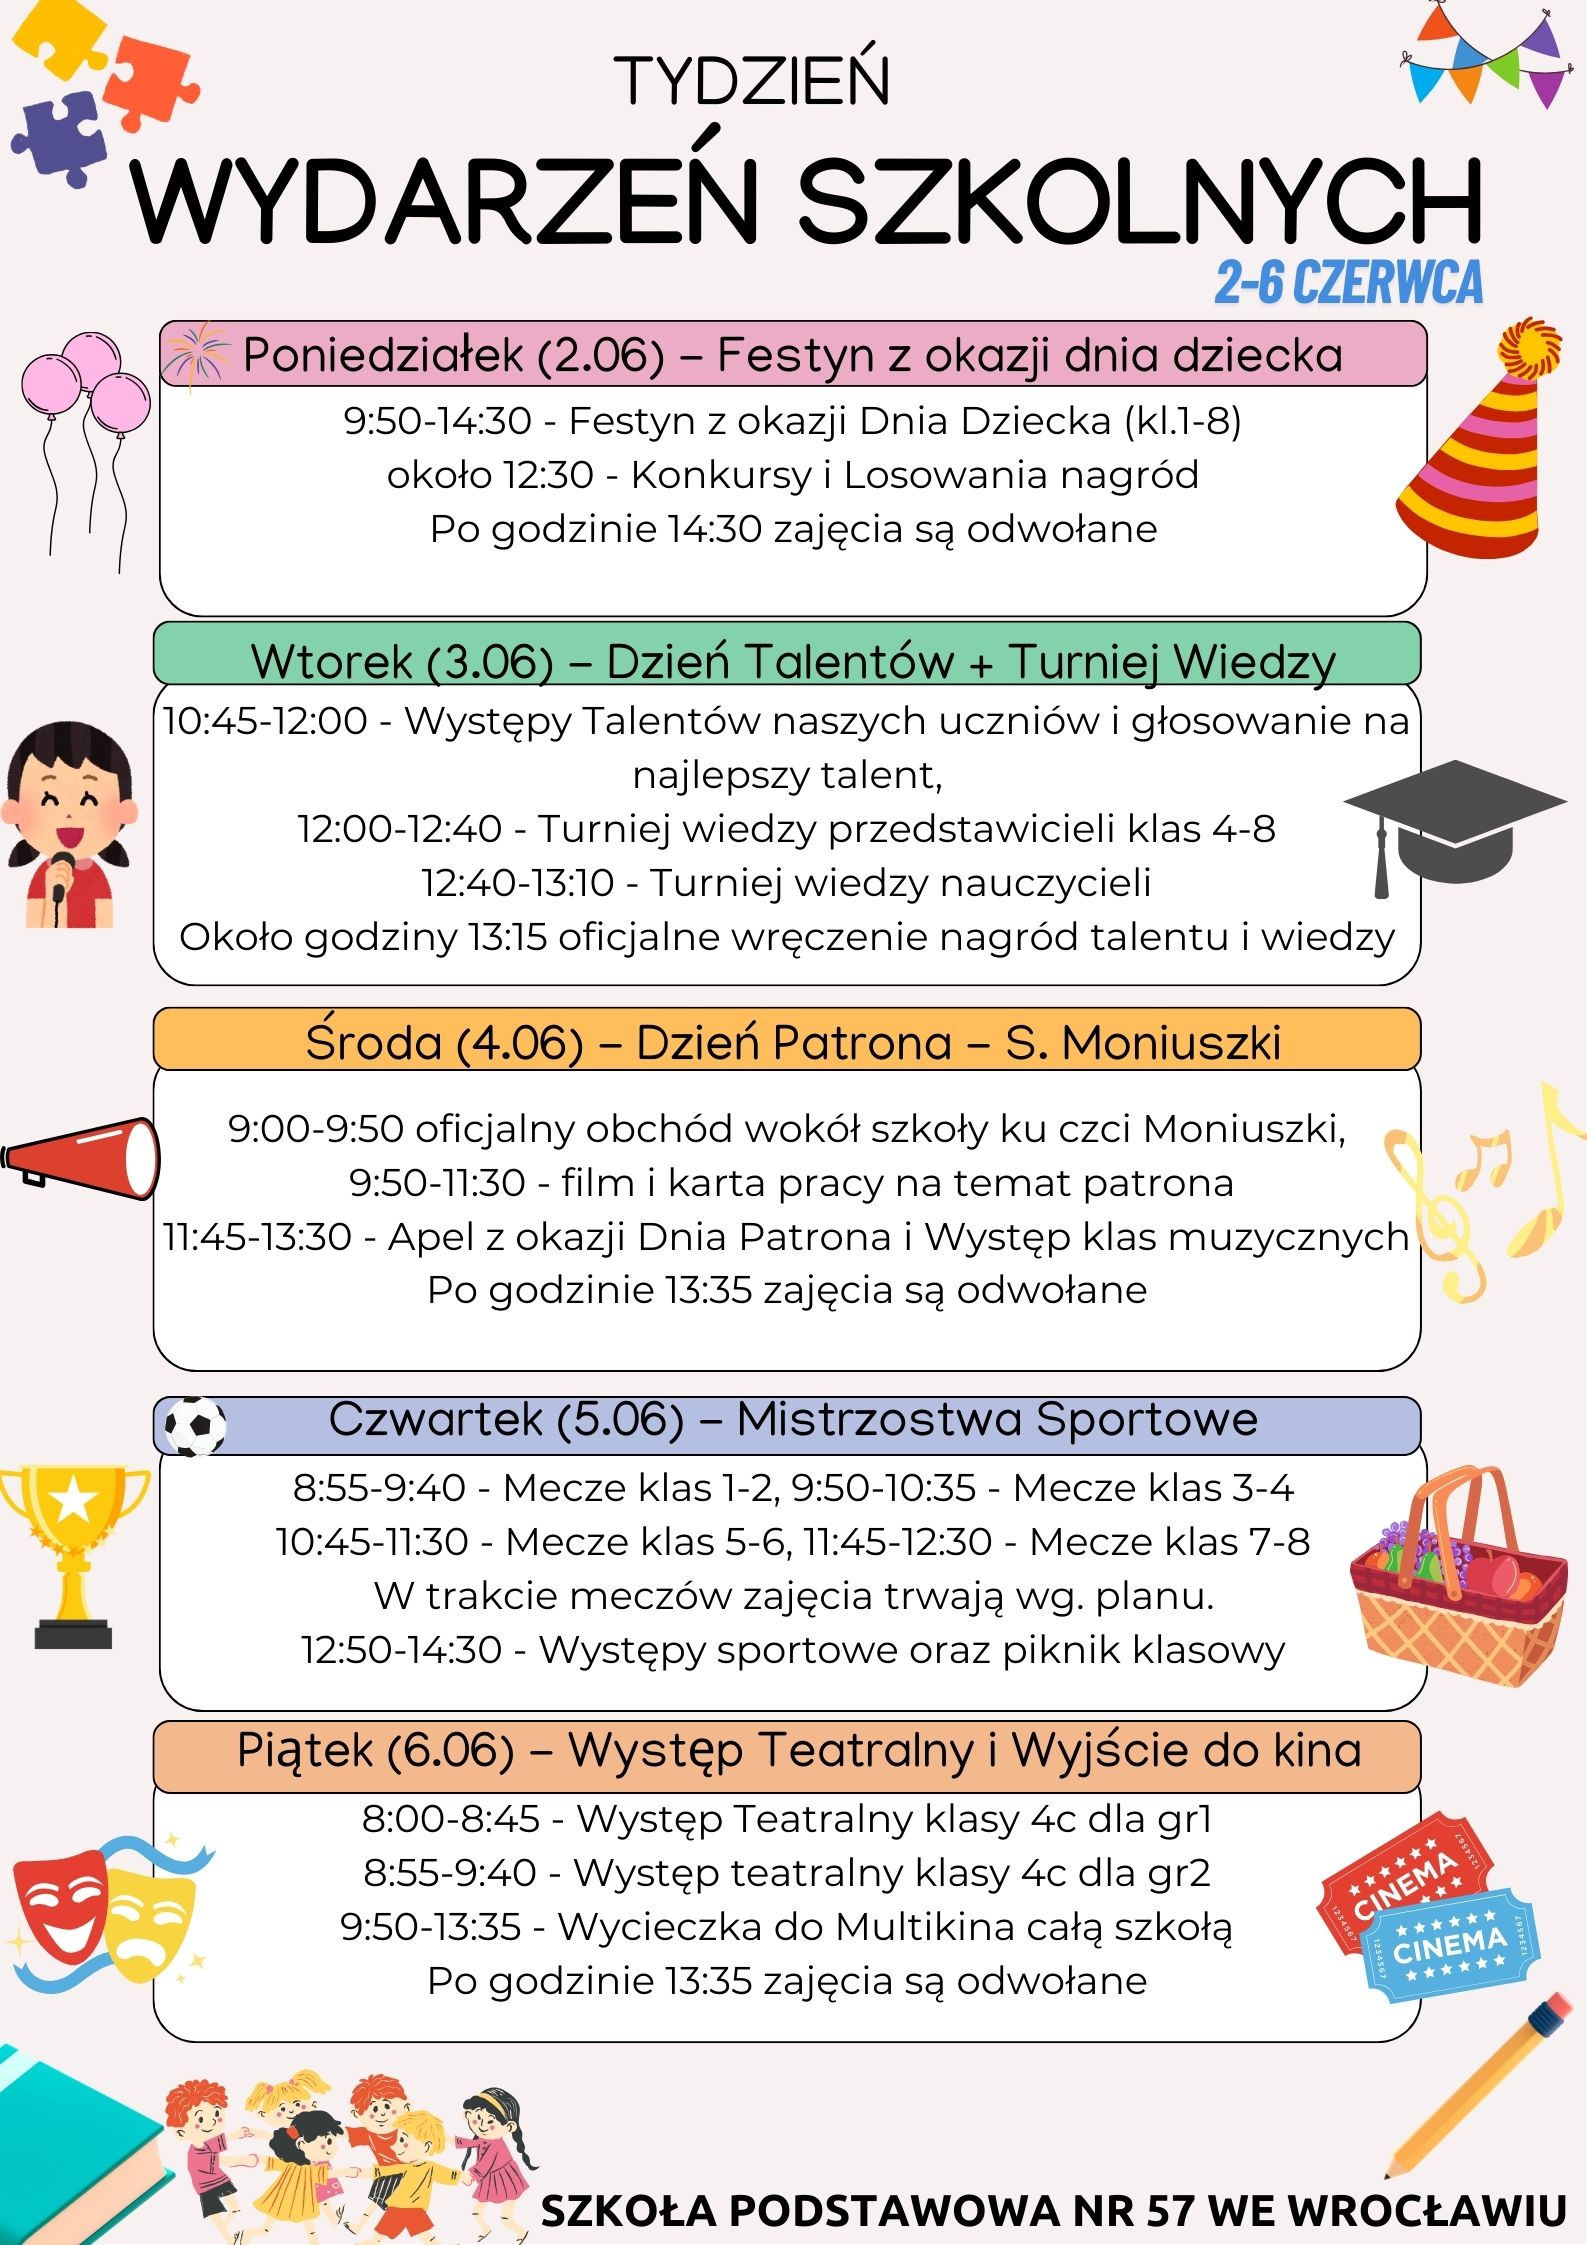 TYDZIEŃ
WYDARZEŃ SZKOLNYCH
2-6 CZERWCA
Poniedziałek (2.06) – Festyn z okazji dnia dziecka
9:50-14:30 - Festyn z okazji Dnia Dziecka (kl.1-8)
około 12:30 - Konkursy i Losowania nagród
Po godzinie 14:30 zajęcia są odwołane
Wtorek (3.06) – Dzień Talentów + Turniej Wiedzy
10:45-12:00 - Występy Talentów naszych uczniów i głosowanie na
najlepszy talent,
12:00-12:40 - Turniej wiedzy przedstawicieli klas 4-8
12:40-13:10 - Turniej wiedzy nauczycieli
Około godziny 13:15 oficjalne wręczenie nagród talentu i wiedzy
Środa (4.06) – Dzień Patrona – S. Moniuszki
9:00-9:50 oficjalny obchód wokół szkoły ku czci Moniuszki,
9:50-11:30 - film i karta pracy na temat patrona
11:45-13:30 - Apel z okazji Dnia Patrona i Występ klas muzycznych
Po godzinie 13:35 zajęcia są odwołane
Czwartek (5.06) – Mistrzostwa Sportowe
8:55-9:40 - Mecze klas 1-2, 9:50-10:35 - Mecze klas 3-4
10:45-11:30 - Mecze klas 5-6, 11:45-12:30 - Mecze klas 7-8
W trakcie meczów zajęcia trwają wg. planu.
12:50-14:30 - Występy sportowe oraz piknik klasowy
Piątek (6.06) – Występ Teatralny i Wyjście do kina
8:00-8:45 - Występ Teatralny klasy 4c dla gr1
8:55-9:40 - Występ teatralny klasy 4c dla gr2
9:50-13:35 - Wycieczka do Multikina całą szkołą
Po godzinie 13:35 zajęcia są odwołane
CINEMA
1234567
1234567
CINEMA
1234567
1234567
SZKOŁA PODSTAWOWA NR 57 WE WROCŁAWIU